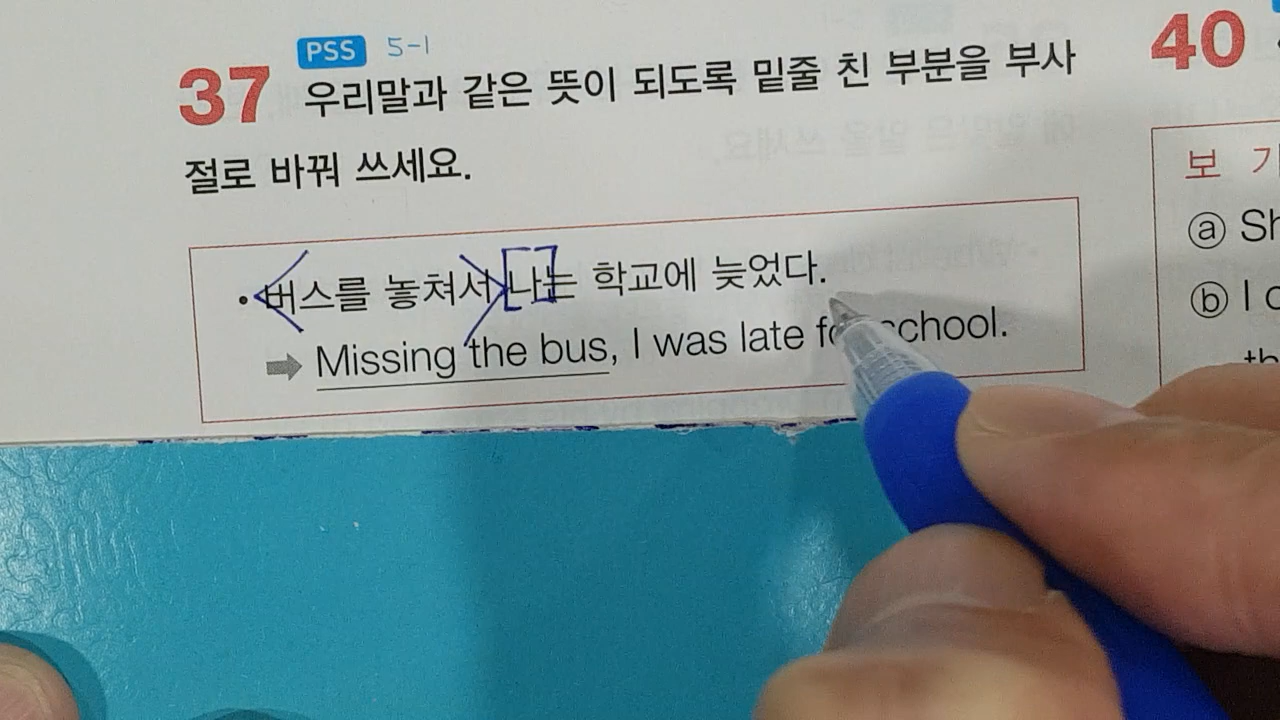 PSS 5-1
37 우리말과 같은 뜻이 되도록 밑줄 친 부분을 부사
절로 바꿔 쓰세요.
• 버스를 놓쳐서 나는 학교에 늦었다.
➡ Missing the bus, I was late for school.
40
보 기
ⓐ Sh
ⓑ I
th